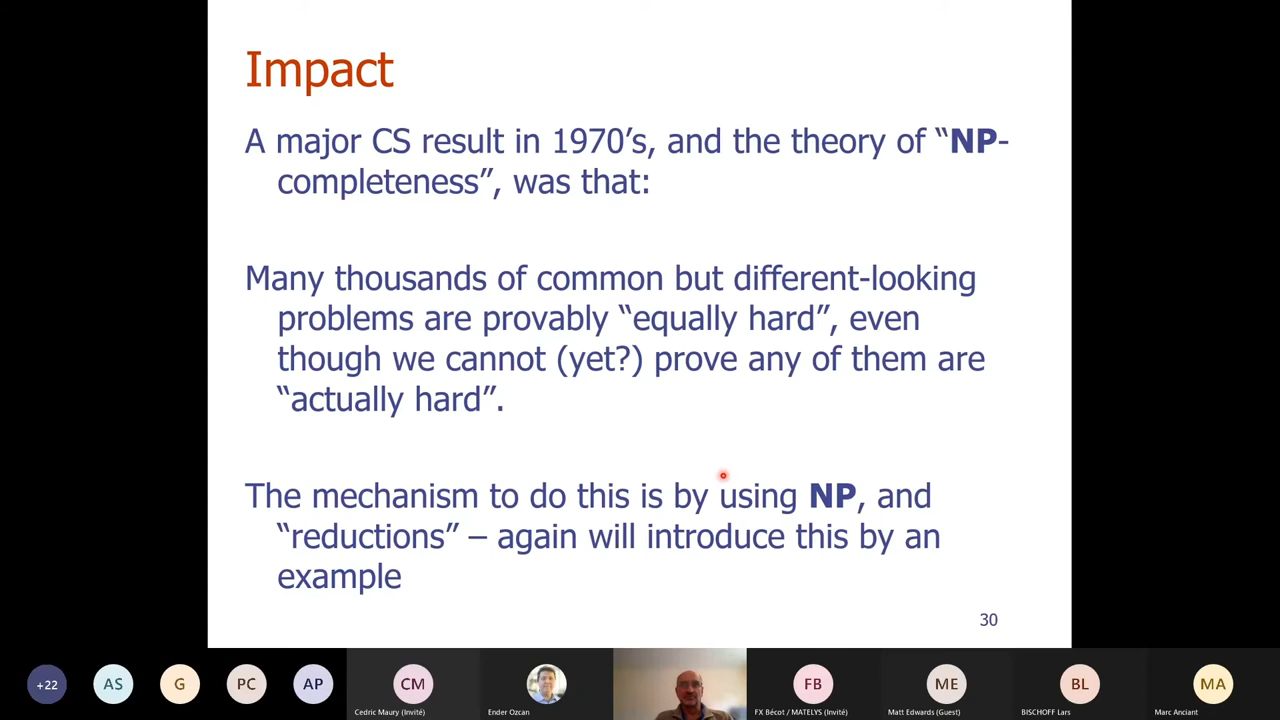 Impact
A major CS result in 1970’s, and the theory of “NP-
completeness”, was that:
Many thousands of common but different-looking
problems are provably “equally hard”, even
though we cannot (yet?) prove any of them are
“actually hard”.
The mechanism to do this is by using NP, and
“reductions” – again will introduce this by an
example
30
+22 AS G PC AP CM FB ME BL MA
Cedric Maury (Invité) Ender Ozcan FX Bécot / MATELYS (Invité) Matt Edwards (Guest) BISCHOFF Lars Marc Anciant